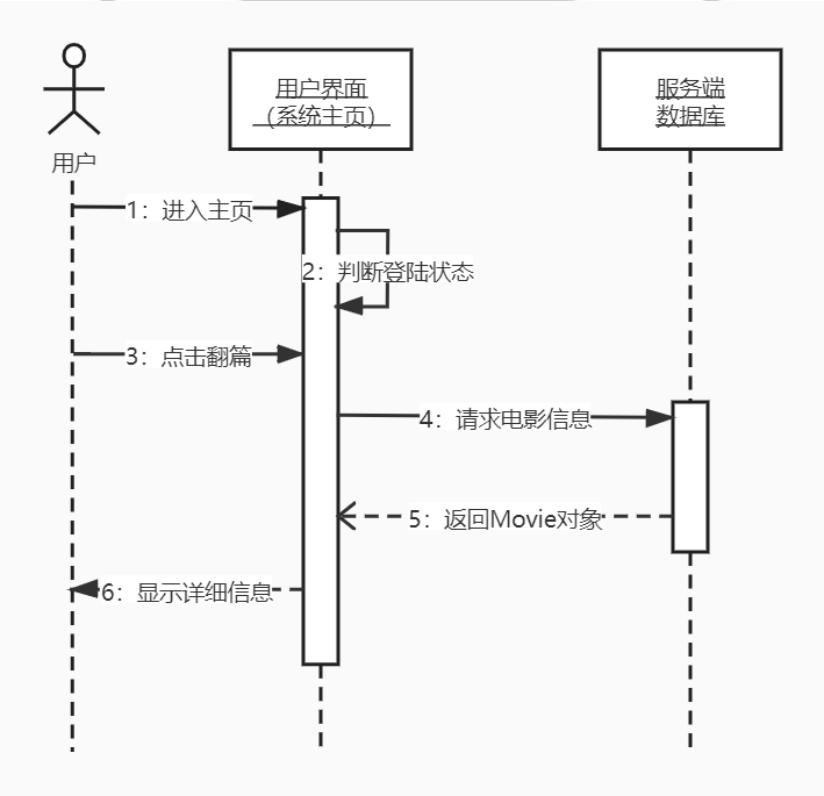 用户界面
（系统主页）
服务端
数据库
用户
1：进入主页
2：判断登陆状态
3：点击翻篇
4：请求电影信息
5：返回Movie对象
6：显示详细信息